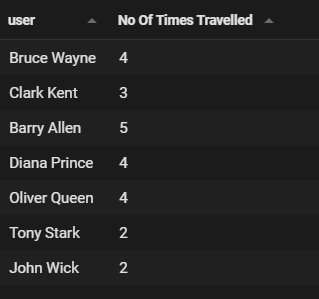 user No Of Times Travelled
Bruce Wayne 4
Clark Kent 3
Barry Allen 5
Diana Prince 4
Oliver Queen 4
Tony Stark 2
John Wick 2